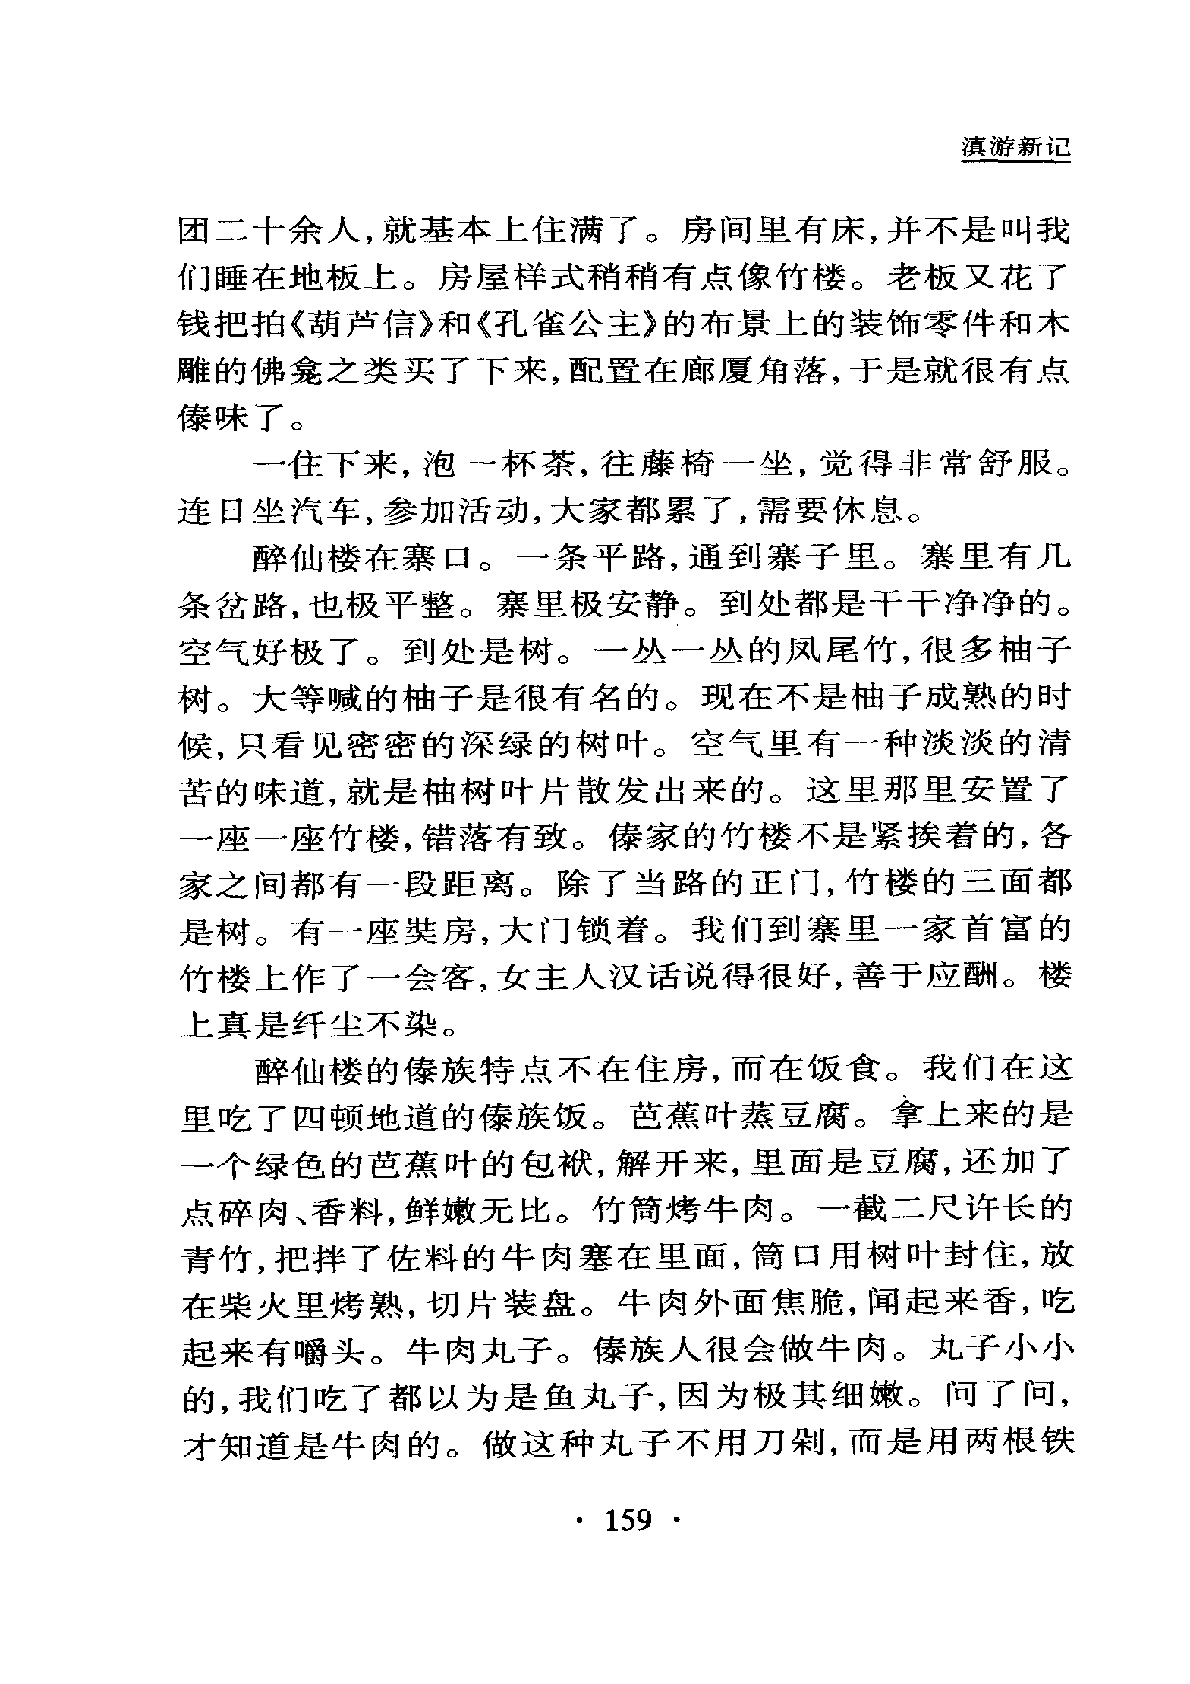 滇游新记
团二十余人,就基本上住满了。房间里有床,并不是叫我
们睡在地板上。房屋样式稍稍有点像竹楼。老板又花了
钱把拍《葫芦信》和《孔雀公主》的布景上的装饰零件和木
雕的佛龛之类买了下来,配置在廊厦角落,于是就很有点
傣味了。
一住下来,泡一杯茶,往藤椅一坐,觉得非常舒服。
连日坐汽车,参加活动,大家都累了,需要休息。
醉仙楼在寨口。一条平路,通到寨子里。寨里有几
条岔路,也极平整。寨里极安静。到处都是干干净净的。
空气好极了。到处是树。一丛一丛的凤尾竹,很多柚子
树。大等喊的柚子是很有名的。现在不是柚子成熟的时
候,只看见密密的深绿的树叶。空气里有一种淡淡的清
苦的味道,就是柚树叶片散发出来的。这里那里安置了
一座一座竹楼,错落有致。傣家的竹楼不是紧挨着的,各
家之间都有一段距离。除了当路的正门,竹楼的三面都
是树。有一座奘房,大门锁着。我们到寨里一家首富的
竹楼上作了一会客,女主人汉话说得很好,善于应酬。楼
上真是纤尘不染。
醉仙楼的傣族特点不在住房,而在饭食。我们在这
里吃了四顿地道的傣族饭。芭蕉叶蒸豆腐。拿上来的是
一个绿色的芭蕉叶的包袱,解开来,里面是豆腐,还加了
点碎肉、香料,鲜嫩无比。竹筒烤牛肉。一截二尺许长的
青竹,把拌了佐料的牛肉塞在里面,筒口用树叶封住,放
在柴火里烤熟,切片装盘。牛肉外面焦脆,闻起来香,吃
起来有嚼头。牛肉丸子。傣族人很会做牛肉。丸子小小
的,我们吃了都以为是鱼丸子,因为极其细嫩。问了问,
才知道是牛肉的。做这种丸子不用刀剁,而是用两根铁
· 159 ·